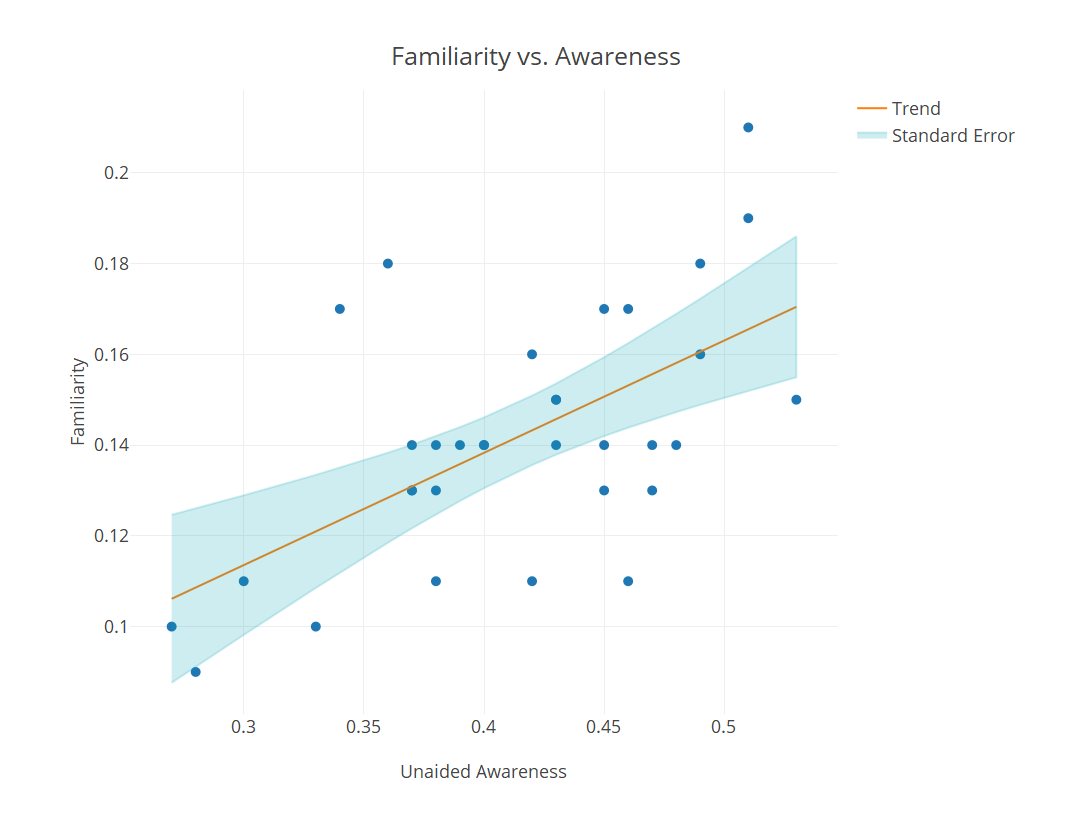 Familiarity vs. Awareness
Trend
Standard Error
0.2
0.18
0.16
0.14
0.12
0.1
Familiarity
0.3
0.35
0.4
0.45
0.5
Unaided Awareness